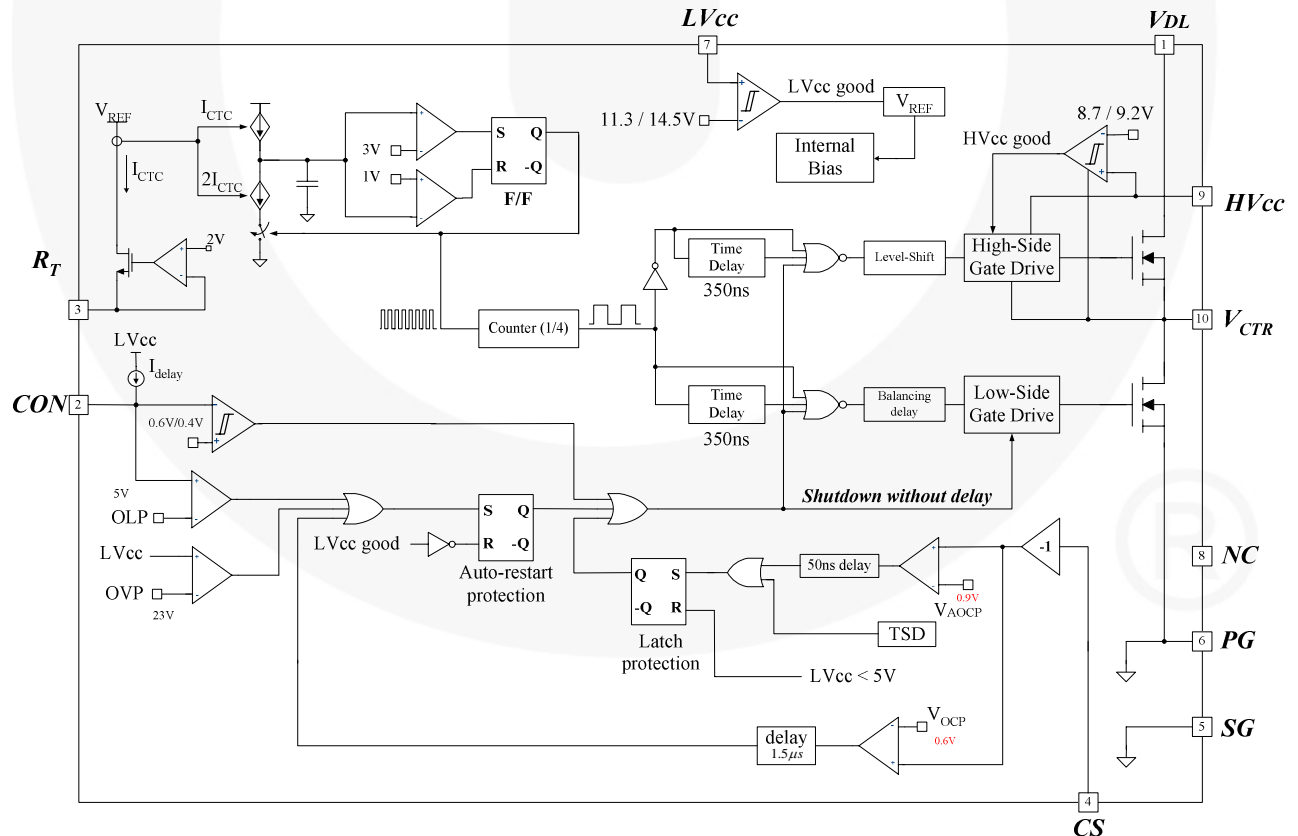 LVcc
VDL
7
1
LVcc good
VREF
11.3 / 14.5V
Internal
Bias
8.7 / 9.2V
HVcc good
VREF
ICTC
ICTC
2ICTC
3V
1V
S
Q
R
-Q
F/F
9
HVcc
2V
RT
3
Time
Delay
350ns
Level-Shift
High-Side
Gate Drive
Counter (1/4)
10
VCTR
LVcc
Idelay
CON
2
0.6V/0.4V
Time
Delay
350ns
Balancing
delay
Low-Side
Gate Drive
5V
OLP
Shutdown without delay
S
Q
R
-Q
LVcc good
Auto-restart
protection
LVcc
OVP
23V
Q
S
-Q
R
Latch
protection
50ns delay
-1
0.9V
VAOCP
TSD
LVcc < 5V
8
NC
6
PG
5
SG
VOCP
0.6V
delay
1.5μs
4
CS
+
-
®